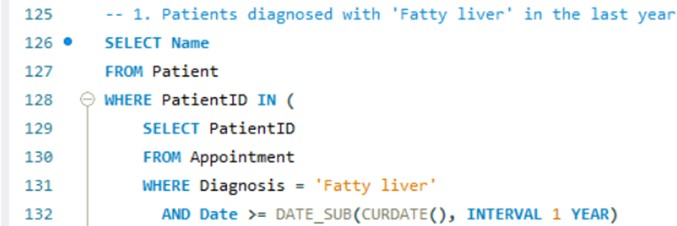 125 -- 1. Patients diagnosed with 'Fatty liver' in the last year
126 SELECT Name
127 FROM Patient
128 WHERE PatientID IN (
129 SELECT PatientID
130 FROM Appointment
131 WHERE Diagnosis = 'Fatty liver'
132 AND Date >= DATE_SUB(CURDATE(), INTERVAL 1 YEAR)